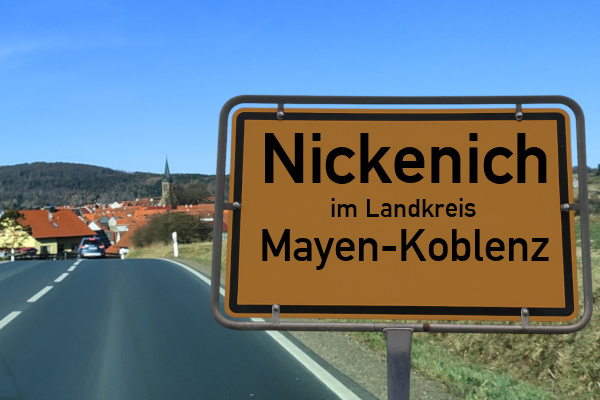 Nickenich
im Landkreis
Mayen-Koblenz